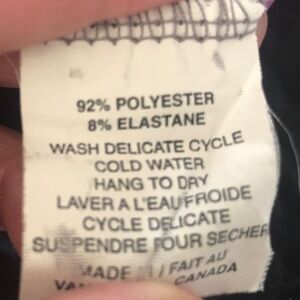 92% POLYESTER
8% ELASTANE
WASH DELICATE CYCLE
COLD WATER
HANG TO DRY
LAVER A L'EAU FROIDE
CYCLE DELICATE
SUSPENDRE POUR SECHER
MADE / FAIT AU
CANADA